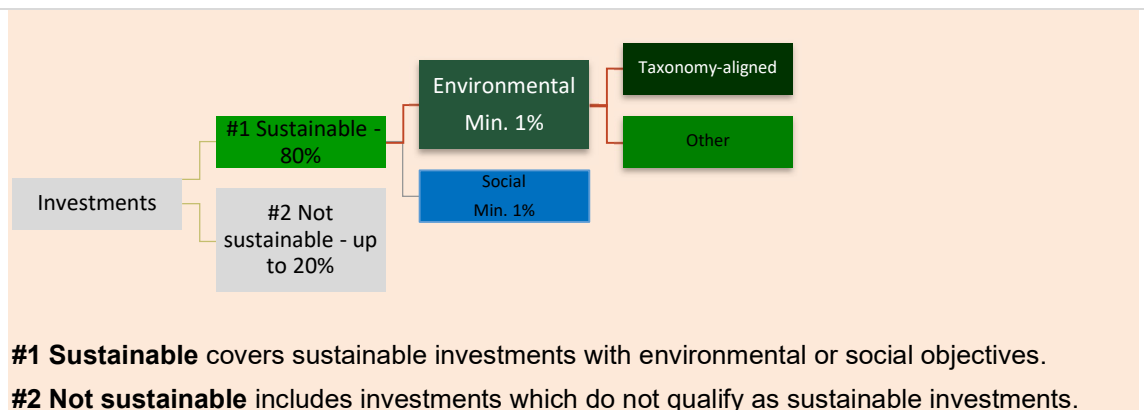 Investments
#1 Sustainable -
80%
#2 Not
sustainable - up
to 20%
Environmental
Min. 1%
Social
Min. 1%
Taxonomy-aligned
Other
#1 Sustainable covers sustainable investments with environmental or social objectives.
#2 Not sustainable includes investments which do not qualify as sustainable investments.